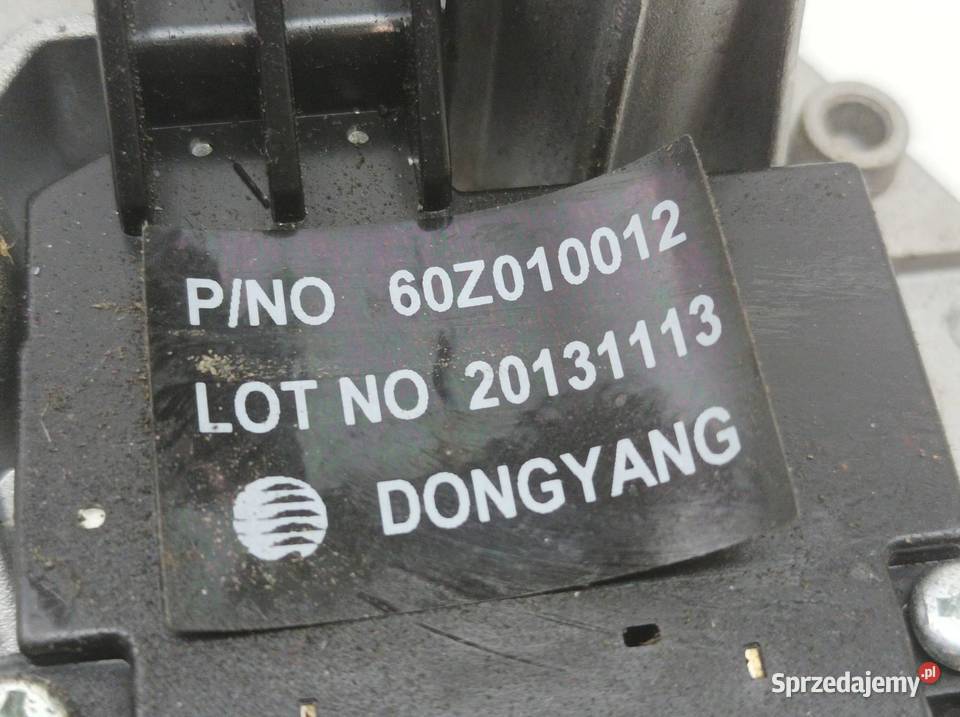 P/NO 60Z010012
LOT NO 20131113
DONGYANG
Sprzedajemy.pl